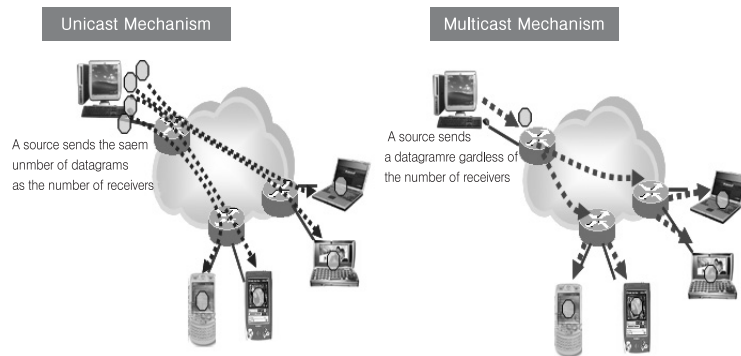 Unicast Mechanism
Multicast Mechanism
A source sends the saem
unmber of datagrams
as the number of receivers
A source sends
a datagramre gardless of
the number of receivers